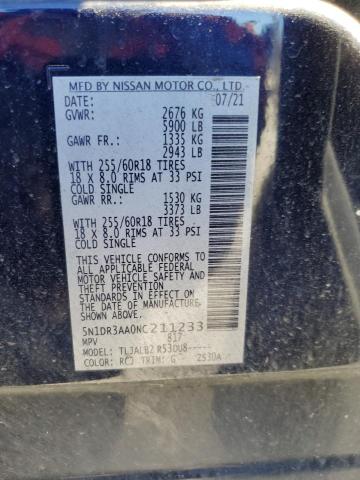 MFD BY NISSAN MOTOR CO., LTD.
DATE: 07/21
GVWR: 2676 KG
5900 LB
GAWR FR: 1335 KG
2943 LB
WITH 255/60R18 TIRES
18 X 8.0 RIMS AT 33 PSI
COLD SINGLE
GAWR RR: 1530 KG
3373 LB
WITH 255/60R18 TIRES
18 X 8.0 RIMS AT 33 PSI
COLD SINGLE
THIS VEHICLE CONFORMS TO
ALL APPLICABLE FEDERAL
MOTOR VEHICLE SAFETY AND
THEFT PREVENTION
STANDARDS IN EFFECT ON
THE DATE OF MANUFACTURE
SHOWN ABOVE.
5N1DR3AA0NC211233
MPV 817
MODEL:
COLOR: TRIM: G